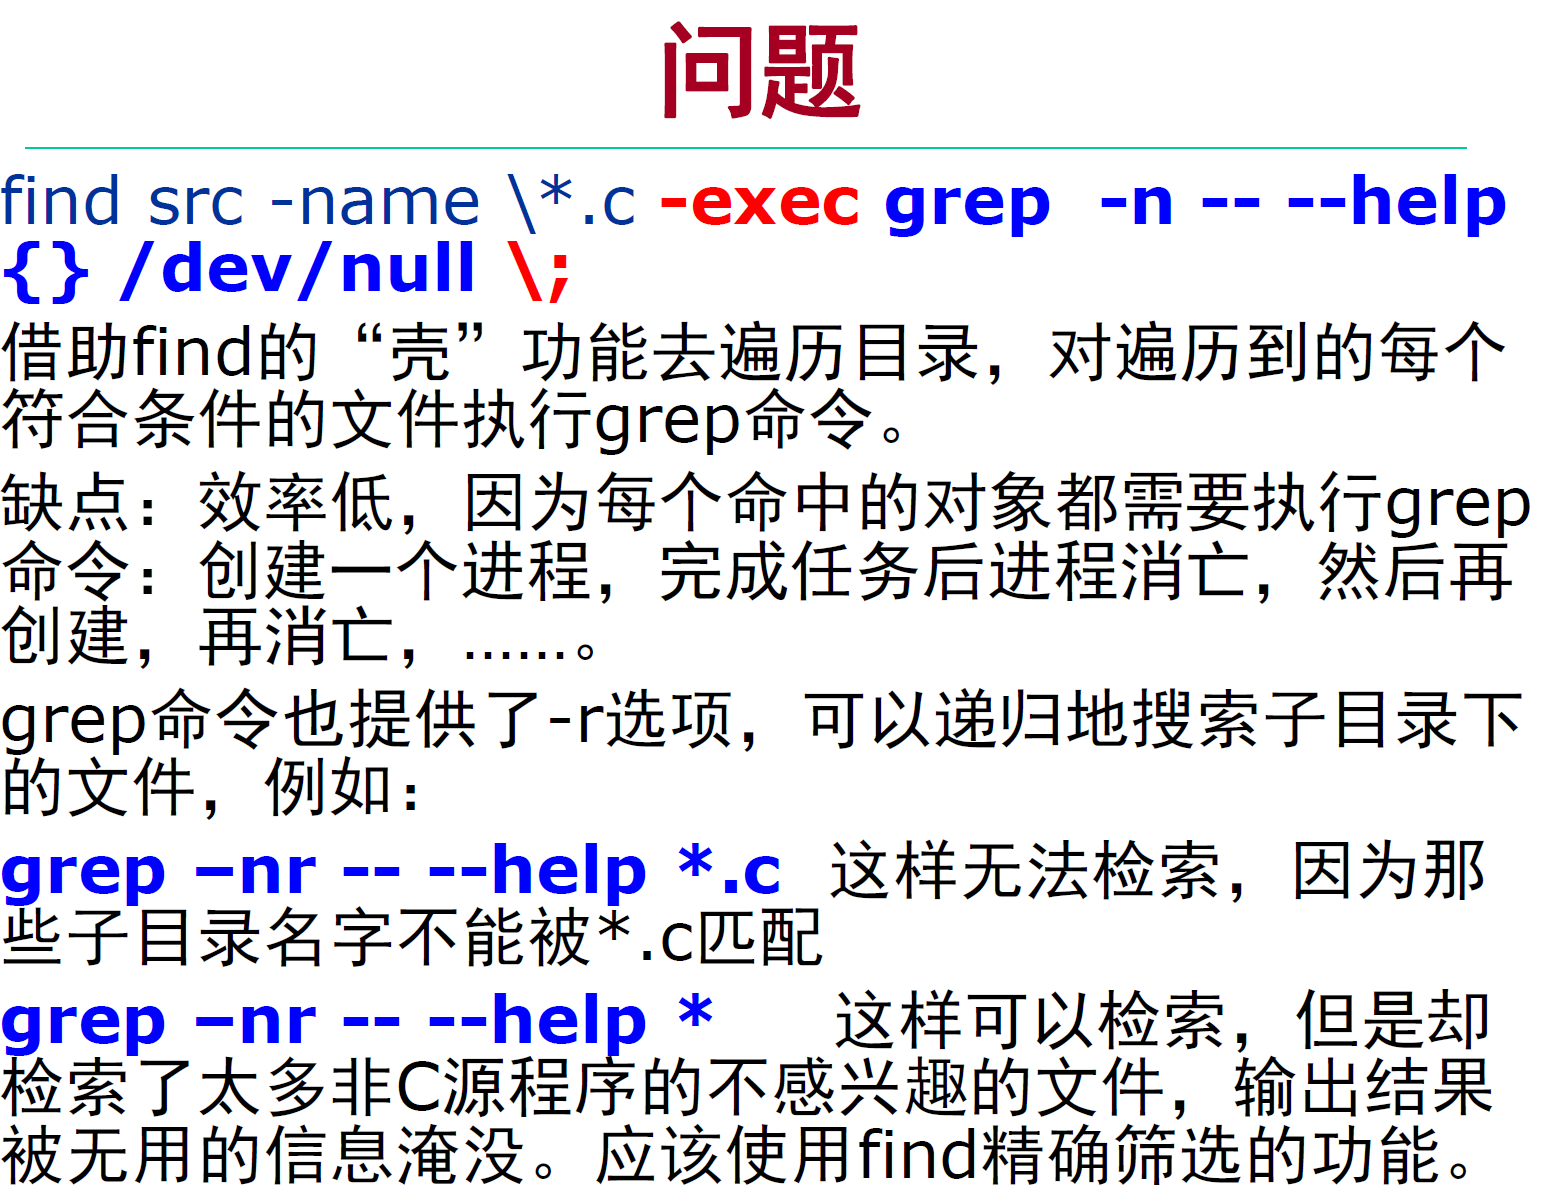 问题
find src -name \*.c -exec grep  -n -- --help
{} /dev/null \;
借助find的“壳”功能去遍历目录，对遍历到的每个
符合条件的文件执行grep命令。
缺点：效率低，因为每个命中的对象都需要执行grep
命令：创建一个进程，完成任务后进程消亡，然后再
创建，再消亡，……。
grep命令也提供了-r选项，可以递归地搜索子目录下
的文件，例如：
grep –nr -- --help *.c  这样无法检索，因为那
些子目录名字不能被*.c匹配
grep –nr -- --help *     这样可以检索，但是却
检索了太多非C源程序的不感兴趣的文件，输出结果
被无用的信息淹没。应该使用find精确筛选的功能。